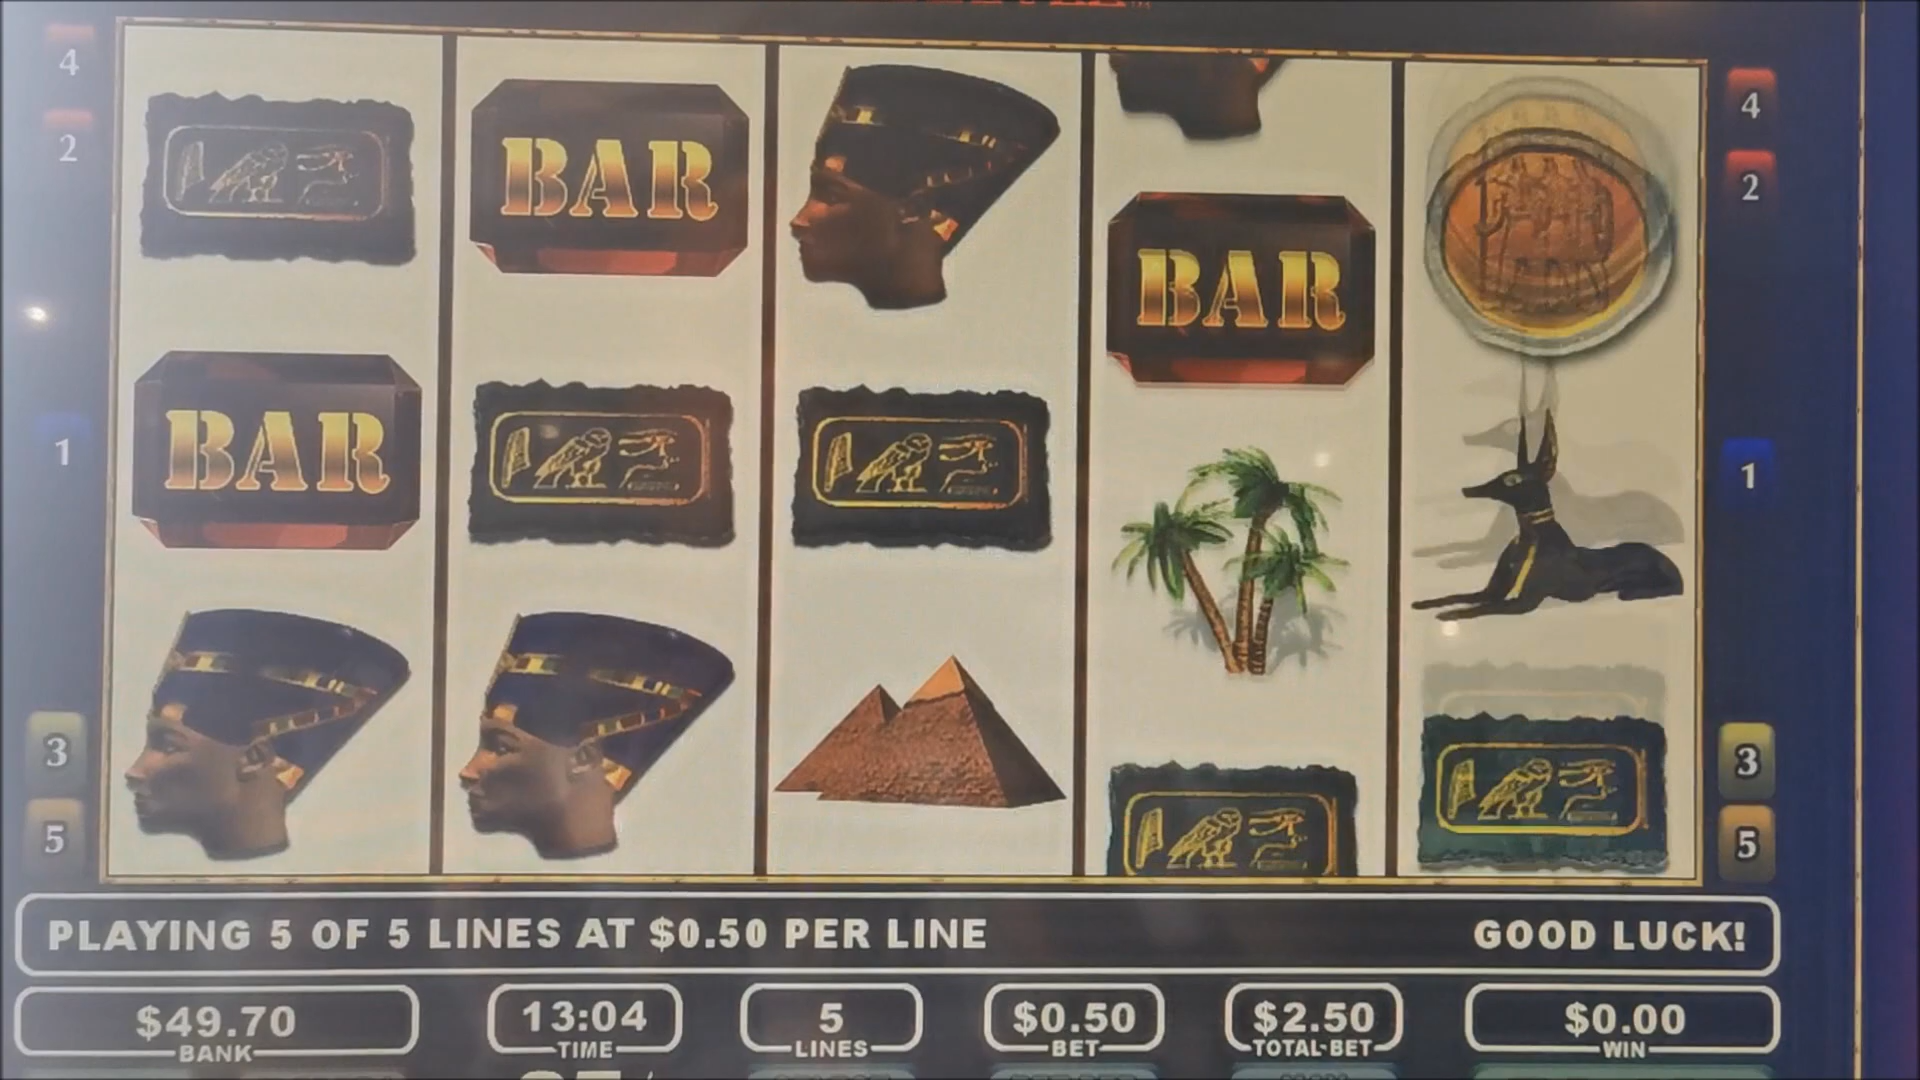 4
4
2
2
BAR
BAR
BAR
1
1
3
3
5
5
PLAYING 5 OF 5 LINES AT $0.50 PER LINE GOOD LUCK!
$49.70 13:04 5 $0.50 $2.50 $0.00
BANK TIME LINES BET TOTAL-BET WIN